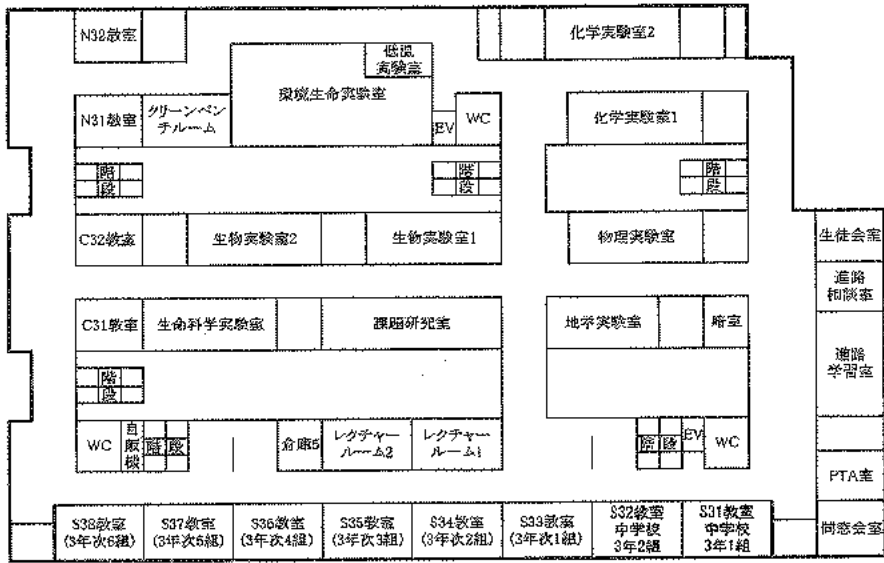 N32教室
化学実験室2
低温
実験室
環境生命実験室
N31教室
クリーンベン
チルーム
EV
WC
化学実験室1
階
段
階
段
階
段
C32教室
生物実験室2
生物実験室1
物理実験室
生徒会室
進路
相談室
C31教室
生命科学実験室
課題研究室
地学実験室
暗室
進路
学習室
階
段
WC
自
販
機
階段
倉庫5
レクチャー
ルーム2
レクチャー
ルーム1
階段
EV
WC
PTA室
S38教室
(3年次6組)
S37教室
(3年次5組)
S36教室
(3年次4組)
S35教室
(3年次3組)
S34教室
(3年次2組)
S33教室
(3年次1組)
S32教室
中学校
3年2組
S31教室
中学校
3年1組
同窓会室